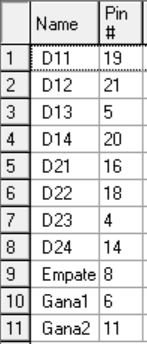 Name Pin #
1 D11 19
2 D12 21
3 D13 5
4 D14 20
5 D21 16
6 D22 18
7 D23 4
8 D24 14
9 Empate 8
10 Gana1 6
11 Gana2 11